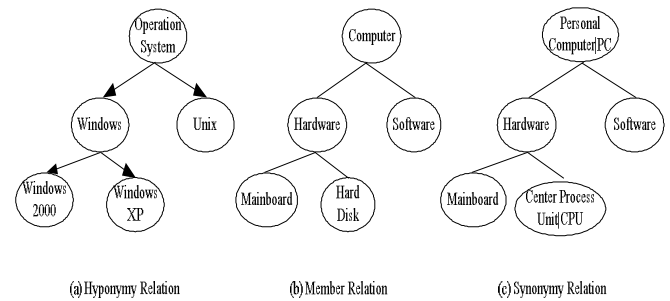 Operation
System
Windows
Unix
Windows
2000
Windows
XP
(a) Hyponymy Relation
Computer
Hardware
Software
Mainboard
Hard
Disk
(b) Member Relation
Personal
Computer|PC
Hardware
Software
Mainboard
Center Process
Unit|CPU
(c) Synonymy Relation